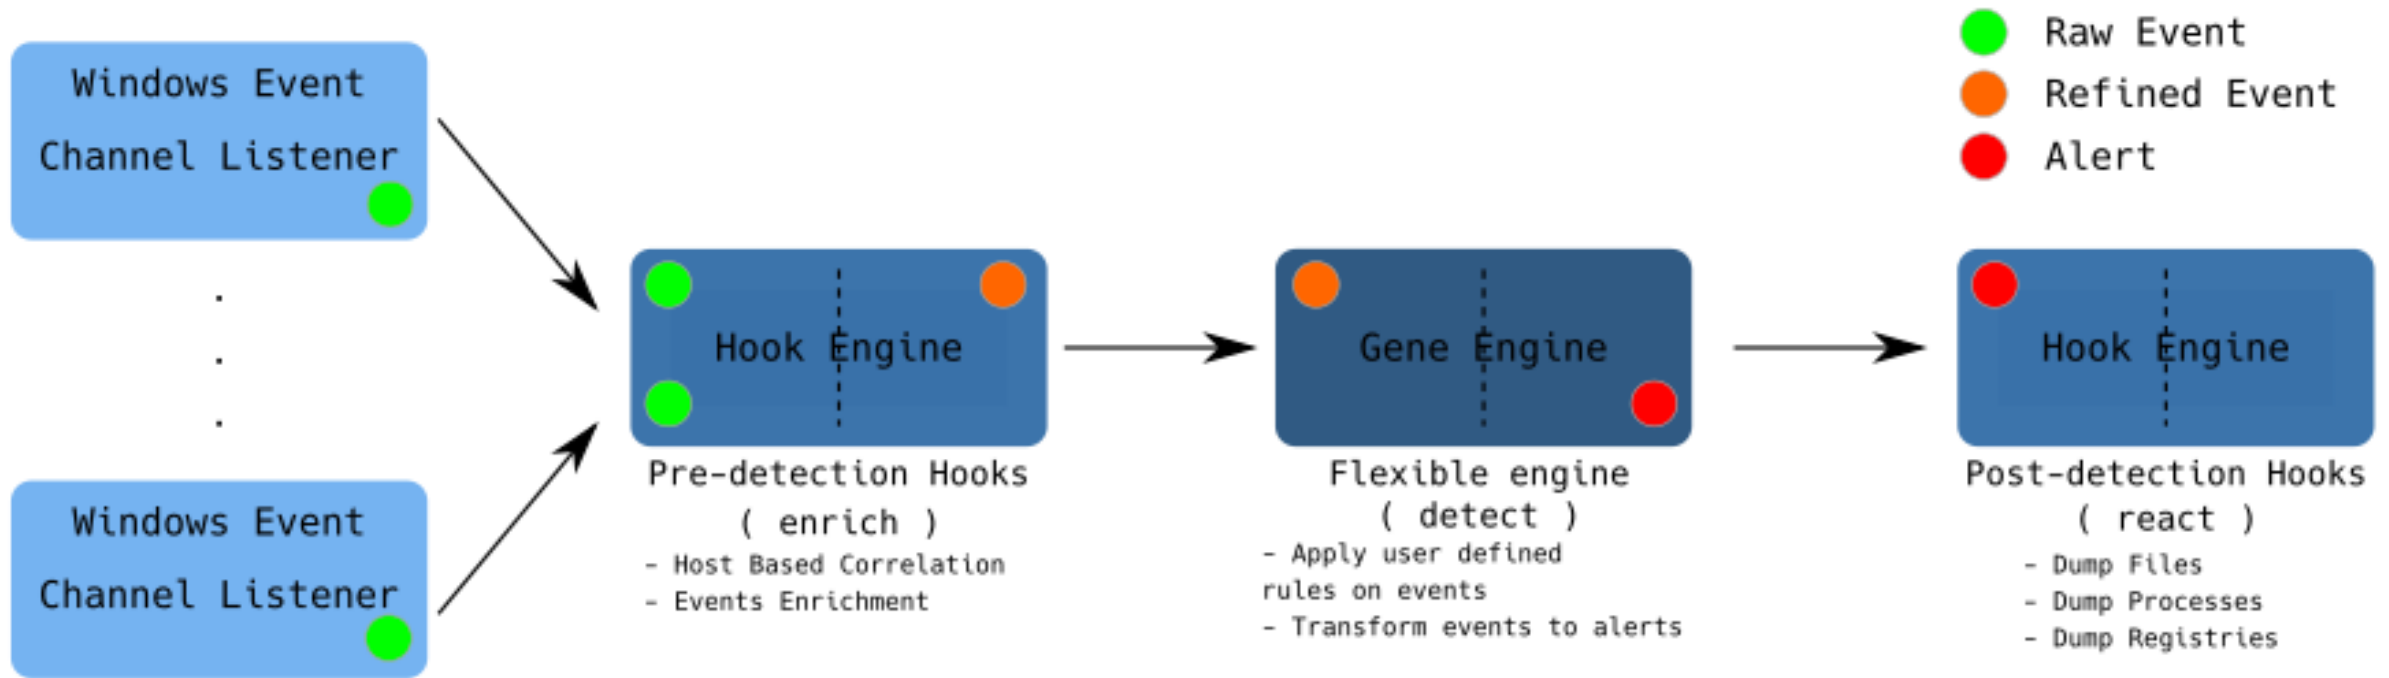 Windows Event
Channel Listener
.
.
.
Windows Event
Channel Listener
Hook Engine
Pre-detection Hooks
( enrich )
- Host Based Correlation
- Events Enrichment
Gene Engine
Flexible engine
( detect )
- Apply user defined
rules on events
- Transform events to alerts
Raw Event
Refined Event
Alert
Hook Engine
Post-detection Hooks
( react )
- Dump Files
- Dump Processes
- Dump Registries